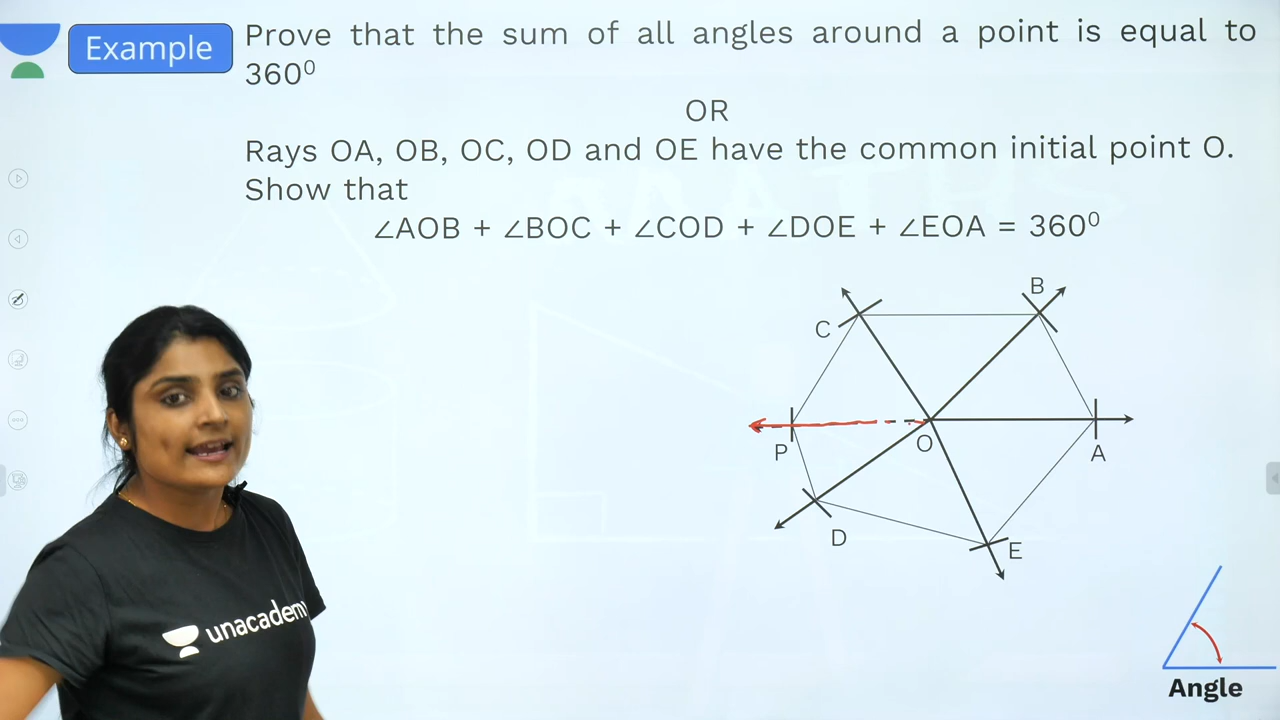 Example
Prove that the sum of all angles around a point is equal to
360⁰
OR
Rays OA, OB, OC, OD and OE have the common initial point O.
Show that
∠AOB + ∠BOC + ∠COD + ∠DOE + ∠EOA = 360⁰
B
C
O
P
A
D
E
unacademy
Angle